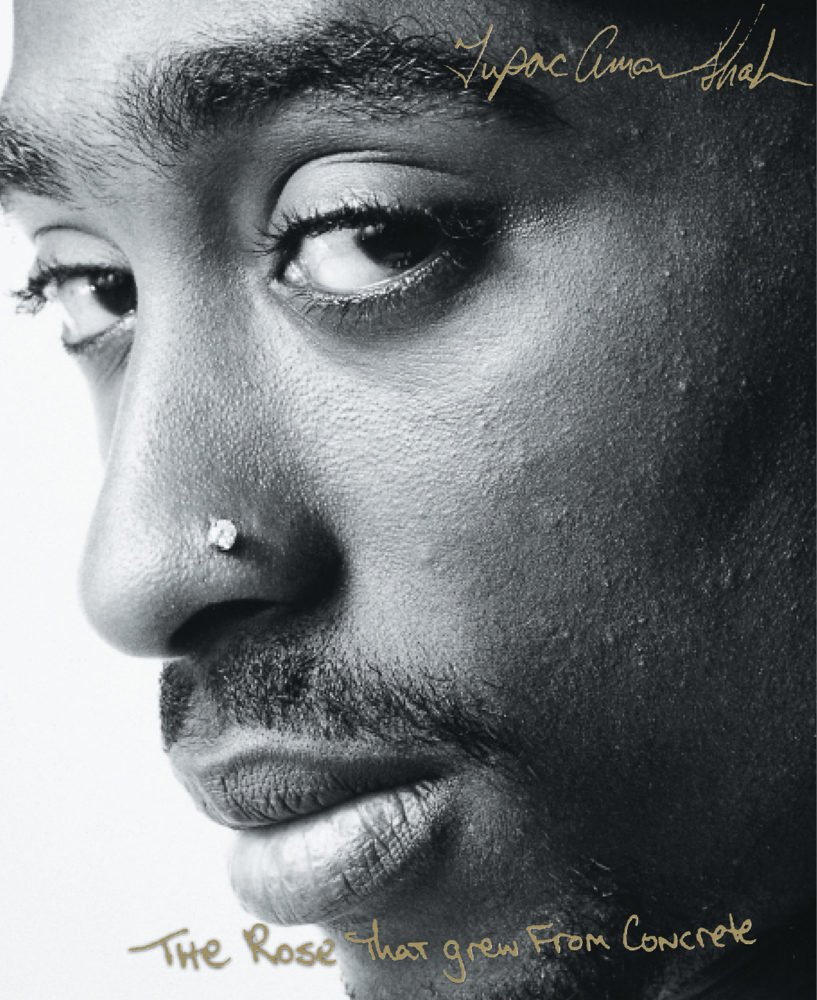 Tupac Amaru Shakur
THE Rose That grew From Concrete